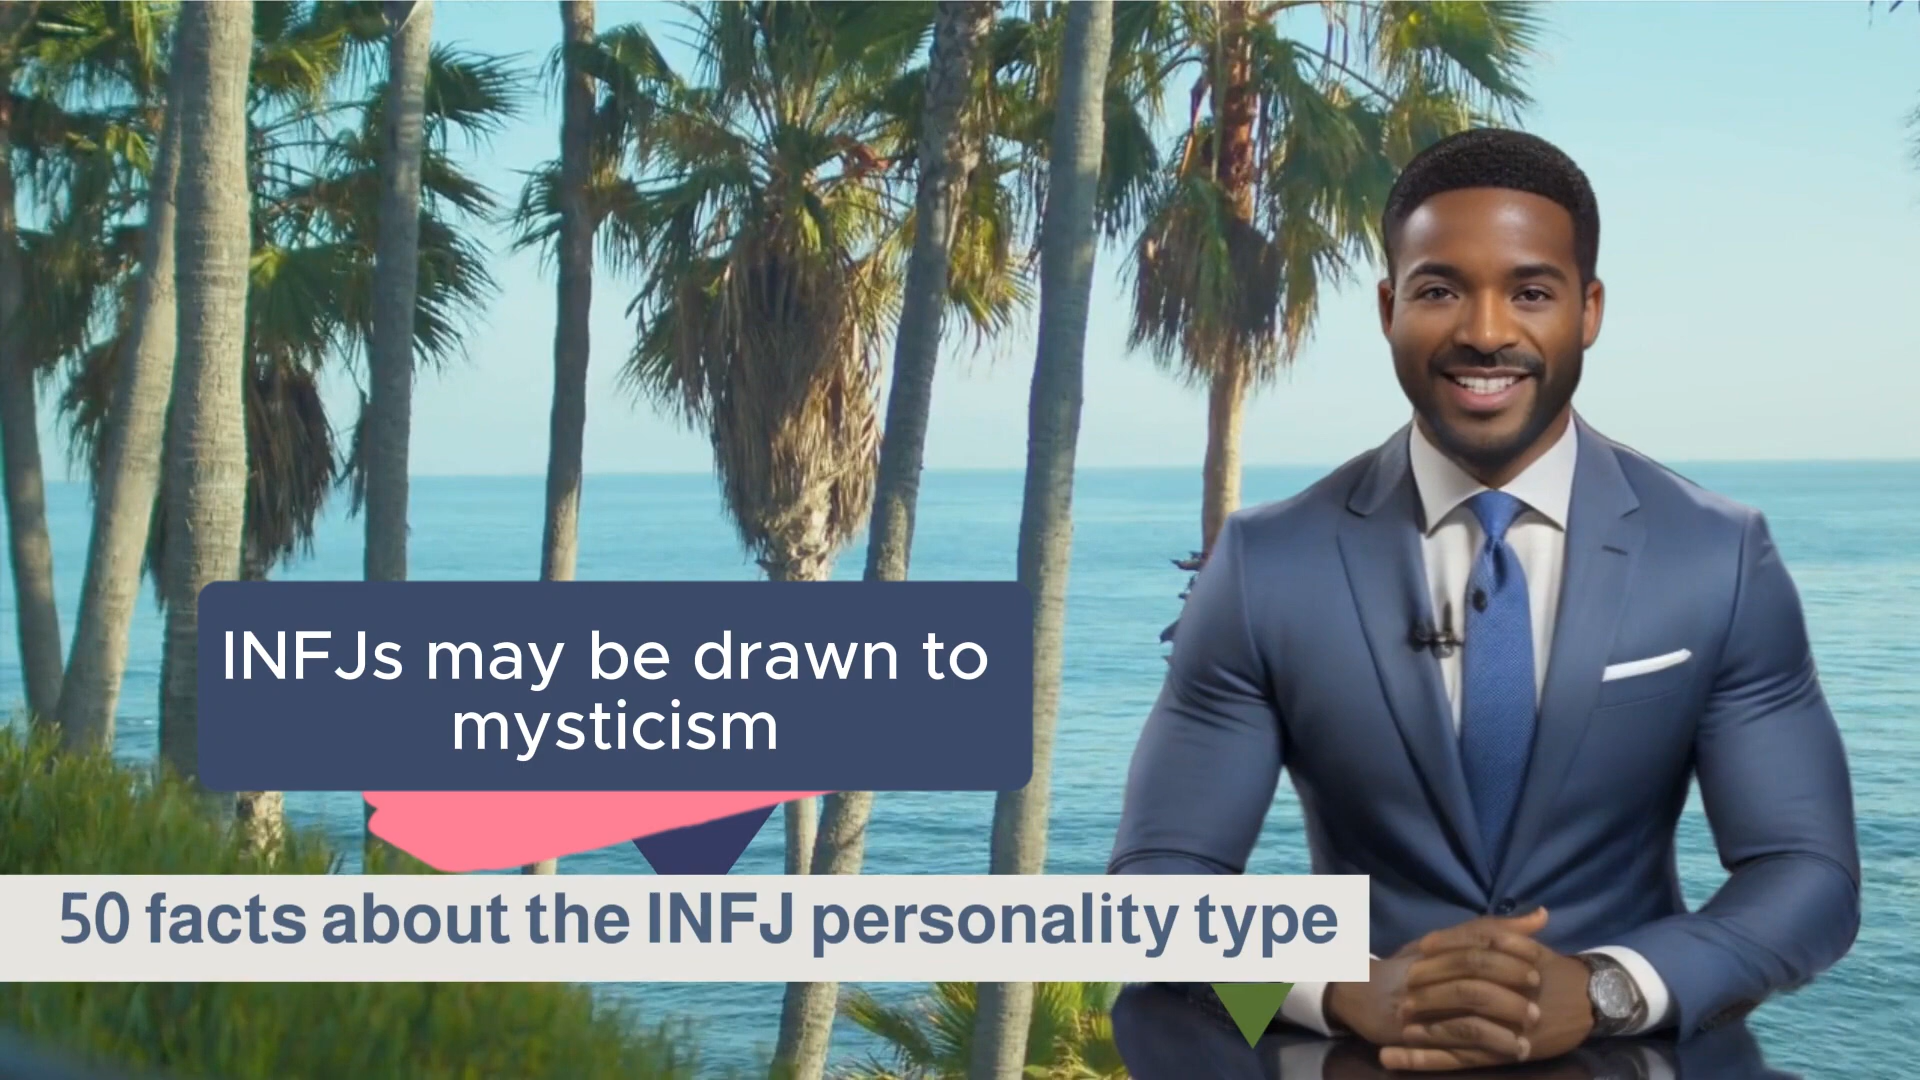 INFJs may be drawn to
mysticism
50 facts about the INFJ personality type